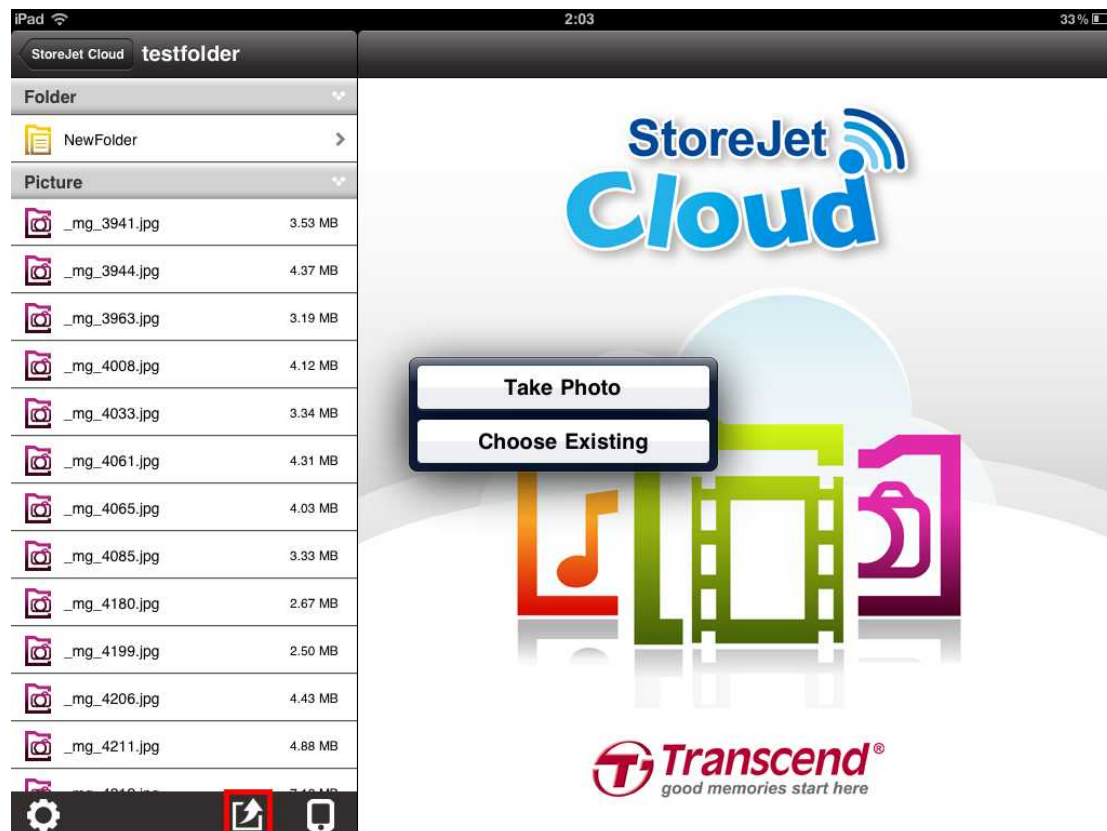 iPad 2:03 33%
StoreJet Cloud testfolder
Folder
NewFolder
Picture
_mg_3941.jpg 3.53 MB
_mg_3944.jpg 4.37 MB
_mg_3963.jpg 3.19 MB
_mg_4008.jpg 4.12 MB
_mg_4033.jpg 3.34 MB
_mg_4061.jpg 4.31 MB
_mg_4065.jpg 4.03 MB
_mg_4085.jpg 3.33 MB
_mg_4180.jpg 2.67 MB
_mg_4199.jpg 2.50 MB
_mg_4206.jpg 4.43 MB
_mg_4211.jpg 4.88 MB
StoreJet
Cloud
Take Photo
Choose Existing
Transcend®
good memories start here